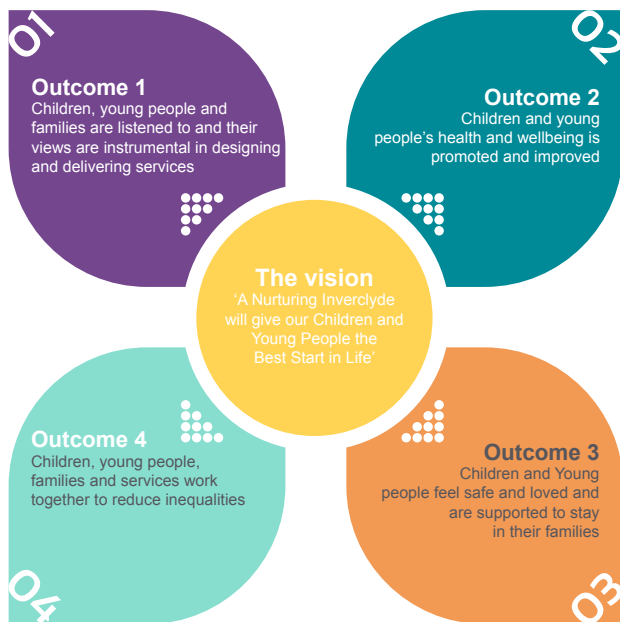 01
Outcome 1
Children, young people and
families are listened to and their
views are instrumental in designing
and delivering services
02
Outcome 2
Children and young
people's health and wellbeing is
promoted and improved
The vision
'A Nurturing Inverclyde
will give our Children and
Young People the
Best Start in Life'
Outcome 4
Children, young people,
families and services work
together to reduce inequalities
04
Outcome 3
Children and Young
people feel safe and loved and
are supported to stay
in their families
03